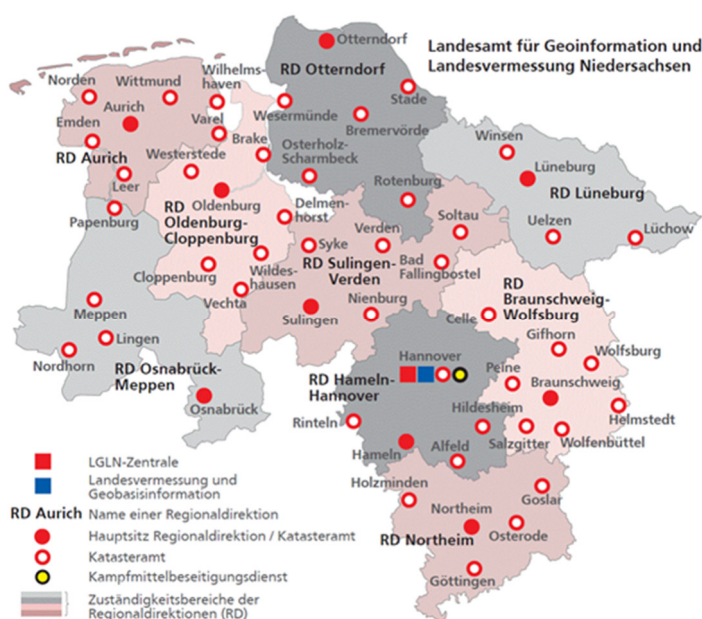 Landesamt für Geoinformation und
Landesvermessung Niedersachsen
Otterndorf
RD Otterndorf
Norden
Wittmund
Wilhelms-
haven
Aurich
Emden
Varel
Wesermünde
Stade
Bremervörde
RD Aurich
Westerstede
Brake
Osterholz-
Scharmbeck
Winsen
Lüneburg
RD Lüneburg
Leer
Rotenburg
Papenburg
RD
Oldenburg-
Cloppenburg
Oldenburg
Delmen-
horst
Soltau
Uelzen
Lüchow
Verden
Syke
RD Sulingen-
Verden
Bad
Fallingbostel
Cloppenburg
Wildes-
hausen
Vechta
RD
Braunschweig-
Wolfsburg
Meppen
Sulingen
Nienburg
Celle
Gifhorn
Lingen
Nordhorn
RD Osnabrück-
Meppen
Hannover
Wolfsburg
RD Hameln-
Hannover
Peine
Braunschweig
Osnabrück
Rinteln
Hildesheim
Helmstedt
Salzgitter
Wolfenbüttel
Hameln
Alfeld
Holzminden
Goslar
Northeim
RD Northeim
Osterode
Göttingen
LGLN-Zentrale
Landesvermessung und
Geobasisinformation
RD Aurich Name einer Regionaldirektion
Hauptsitz Regionaldirektion / Katasteramt
Katasteramt
Kampfmittelbeseitigungsdienst
Zuständigkeitsbereiche der
Regionaldirektionen (RD)